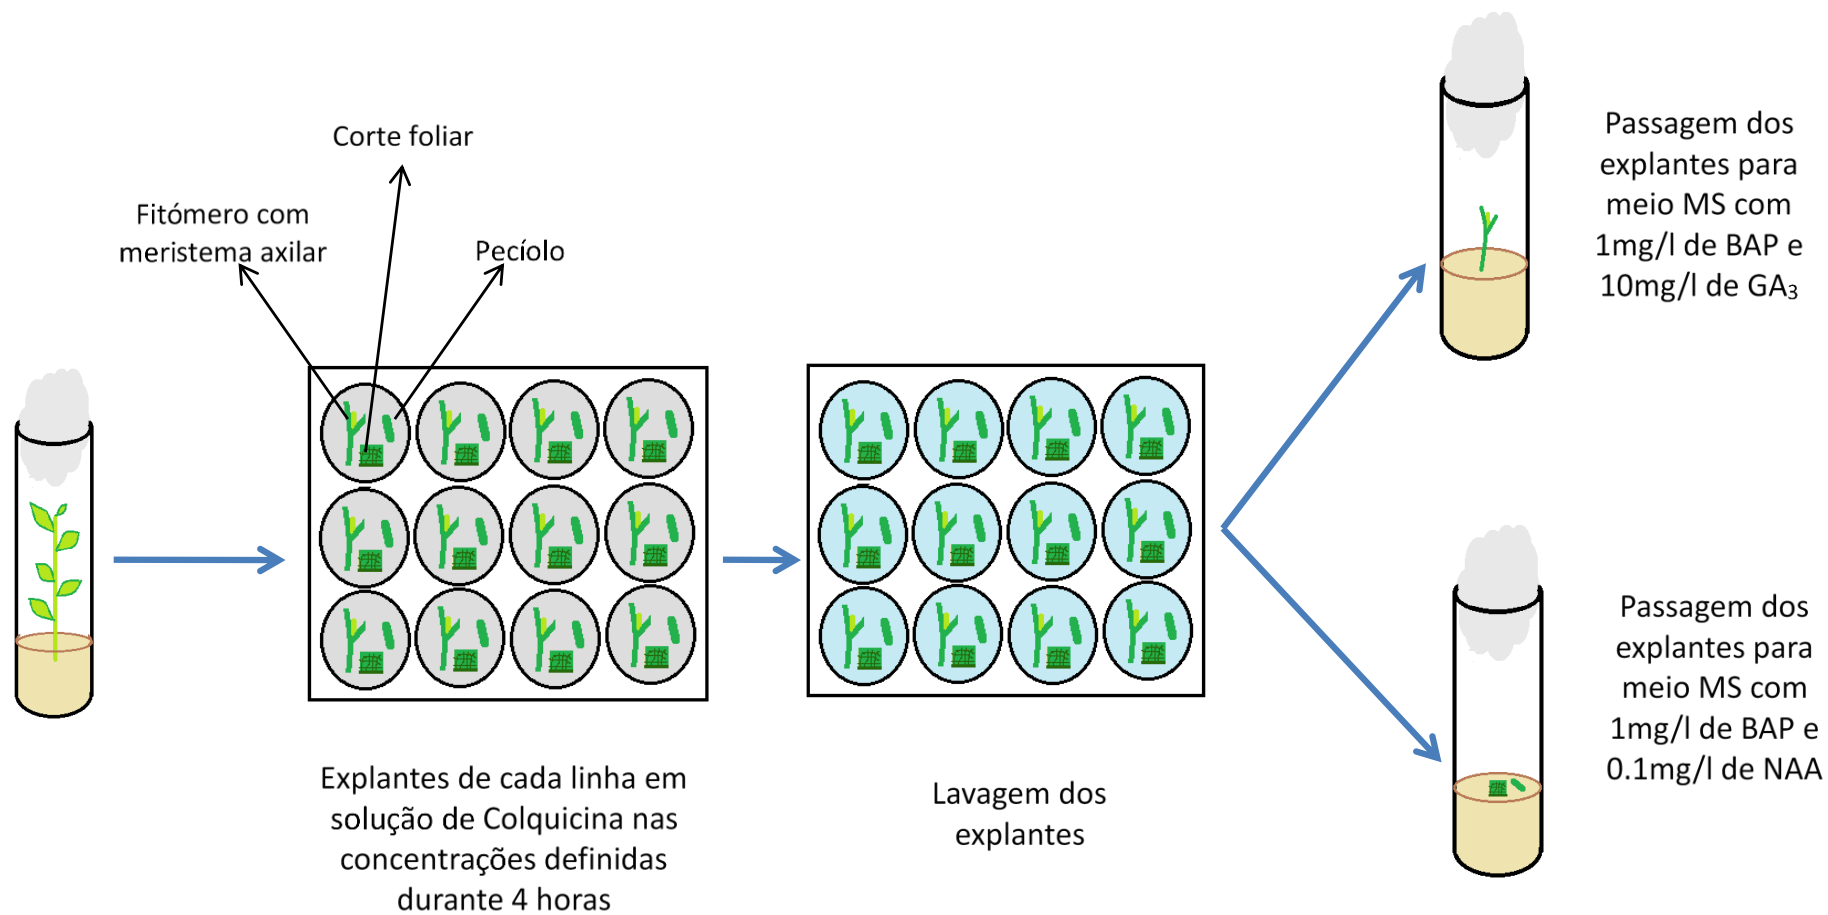 Corte foliar
Fitómero com
meristema axilar
Pecíolo
Explantes de cada linha em
solução de Colquicina nas
concentrações definidas
durante 4 horas
Lavagem dos
explantes
Passagem dos
explantes para
meio MS com
1mg/l de BAP e
10mg/l de GA₃
Passagem dos
explantes para
meio MS com
1mg/l de BAP e
0.1mg/l de NAA